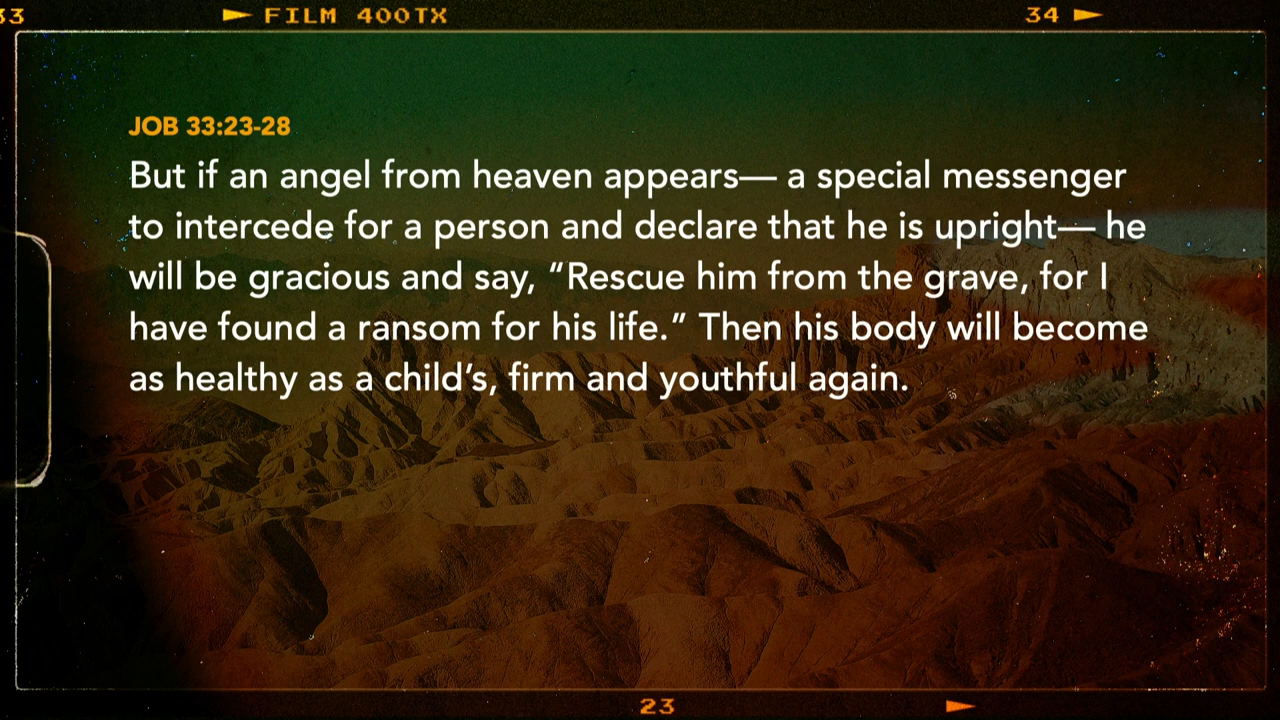 33 ► FILM 400TX 34 ►
JOB 33:23-28
But if an angel from heaven appears— a special messenger
to intercede for a person and declare that he is upright— he
will be gracious and say, “Rescue him from the grave, for I
have found a ransom for his life.” Then his body will become
as healthy as a child’s, firm and youthful again.
23 ►